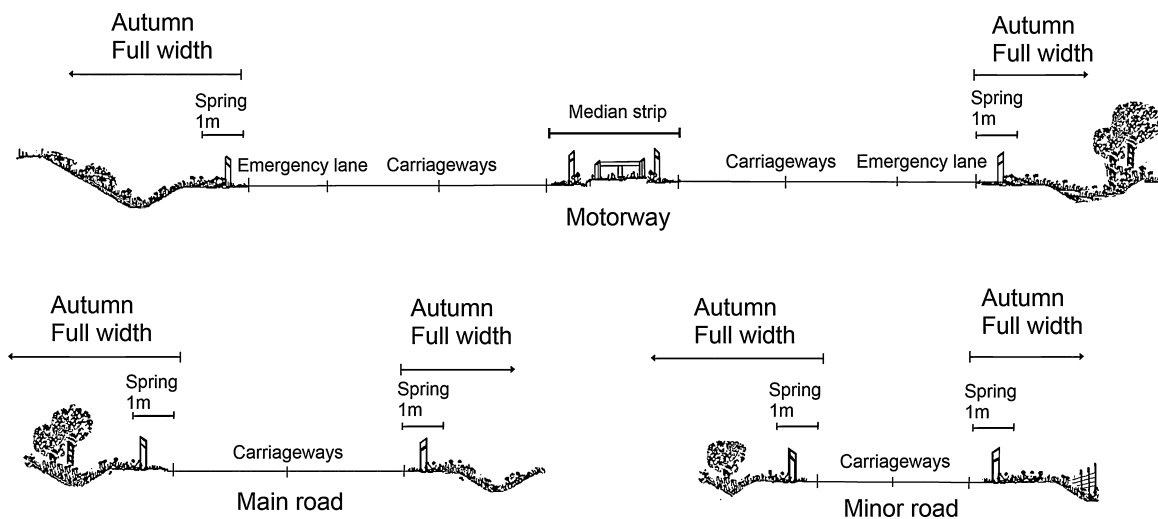 Autumn
Full width
Spring
1m
Emergency lane
Carriageways
Median strip
Carriageways
Emergency lane
Autumn
Full width
Spring
1m
Motorway
Autumn
Full width
Spring
1m
Carriageways
Autumn
Full width
Spring
1m
Main road
Autumn
Full width
Spring
1m
Carriageways
Autumn
Full width
Spring
1m
Minor road